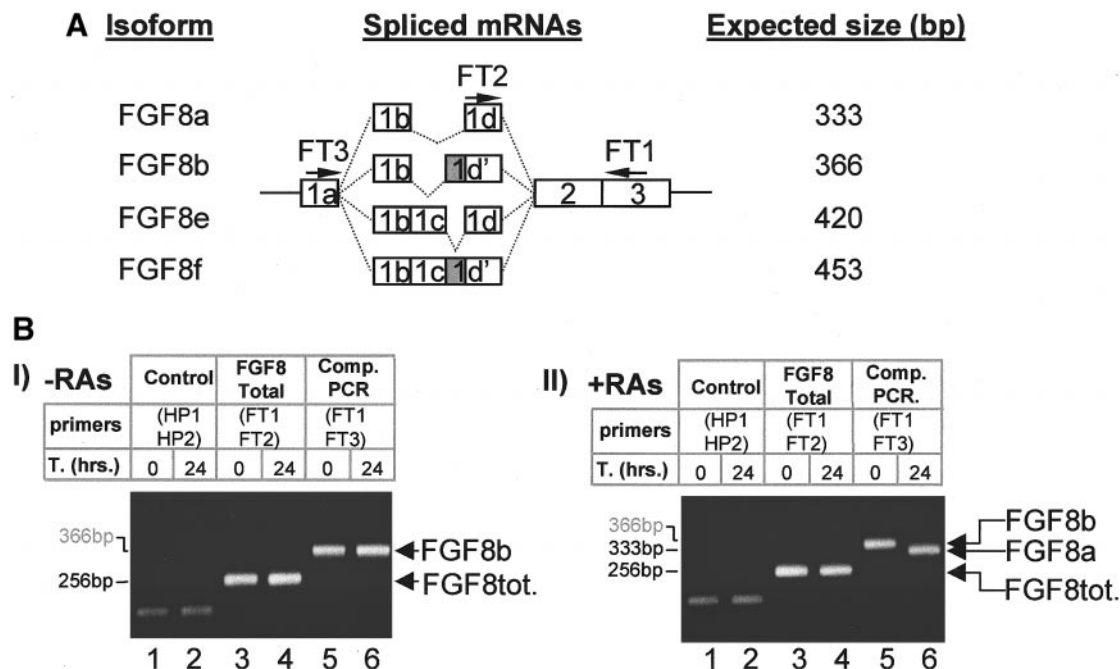 A Isoform Spliced mRNAs Expected size (bp)
FT2
FGF8a 1b 1d 333
FT3 FGF8b 1b 1d' FT1 366
1a 2 3
FGF8e 1b 1c 1d 420
FGF8f 1b 1c 1d' 453
B
I) -RAs
Control FGF8 Total Comp. PCR
primers (HP1 HP2) (FT1 FT2) (FT1 FT3)
T. (hrs.) 0 24 0 24 0 24
366bp
256bp
FGF8b
FGF8tot.
1 2 3 4 5 6
II) +RAs
Control FGF8 Total Comp. PCR.
primers (HP1 HP2) (FT1 FT2) (FT1 FT3)
T. (hrs.) 0 24 0 24 0 24
366bp
333bp
256bp
FGF8b
FGF8a
FGF8tot.
1 2 3 4 5 6